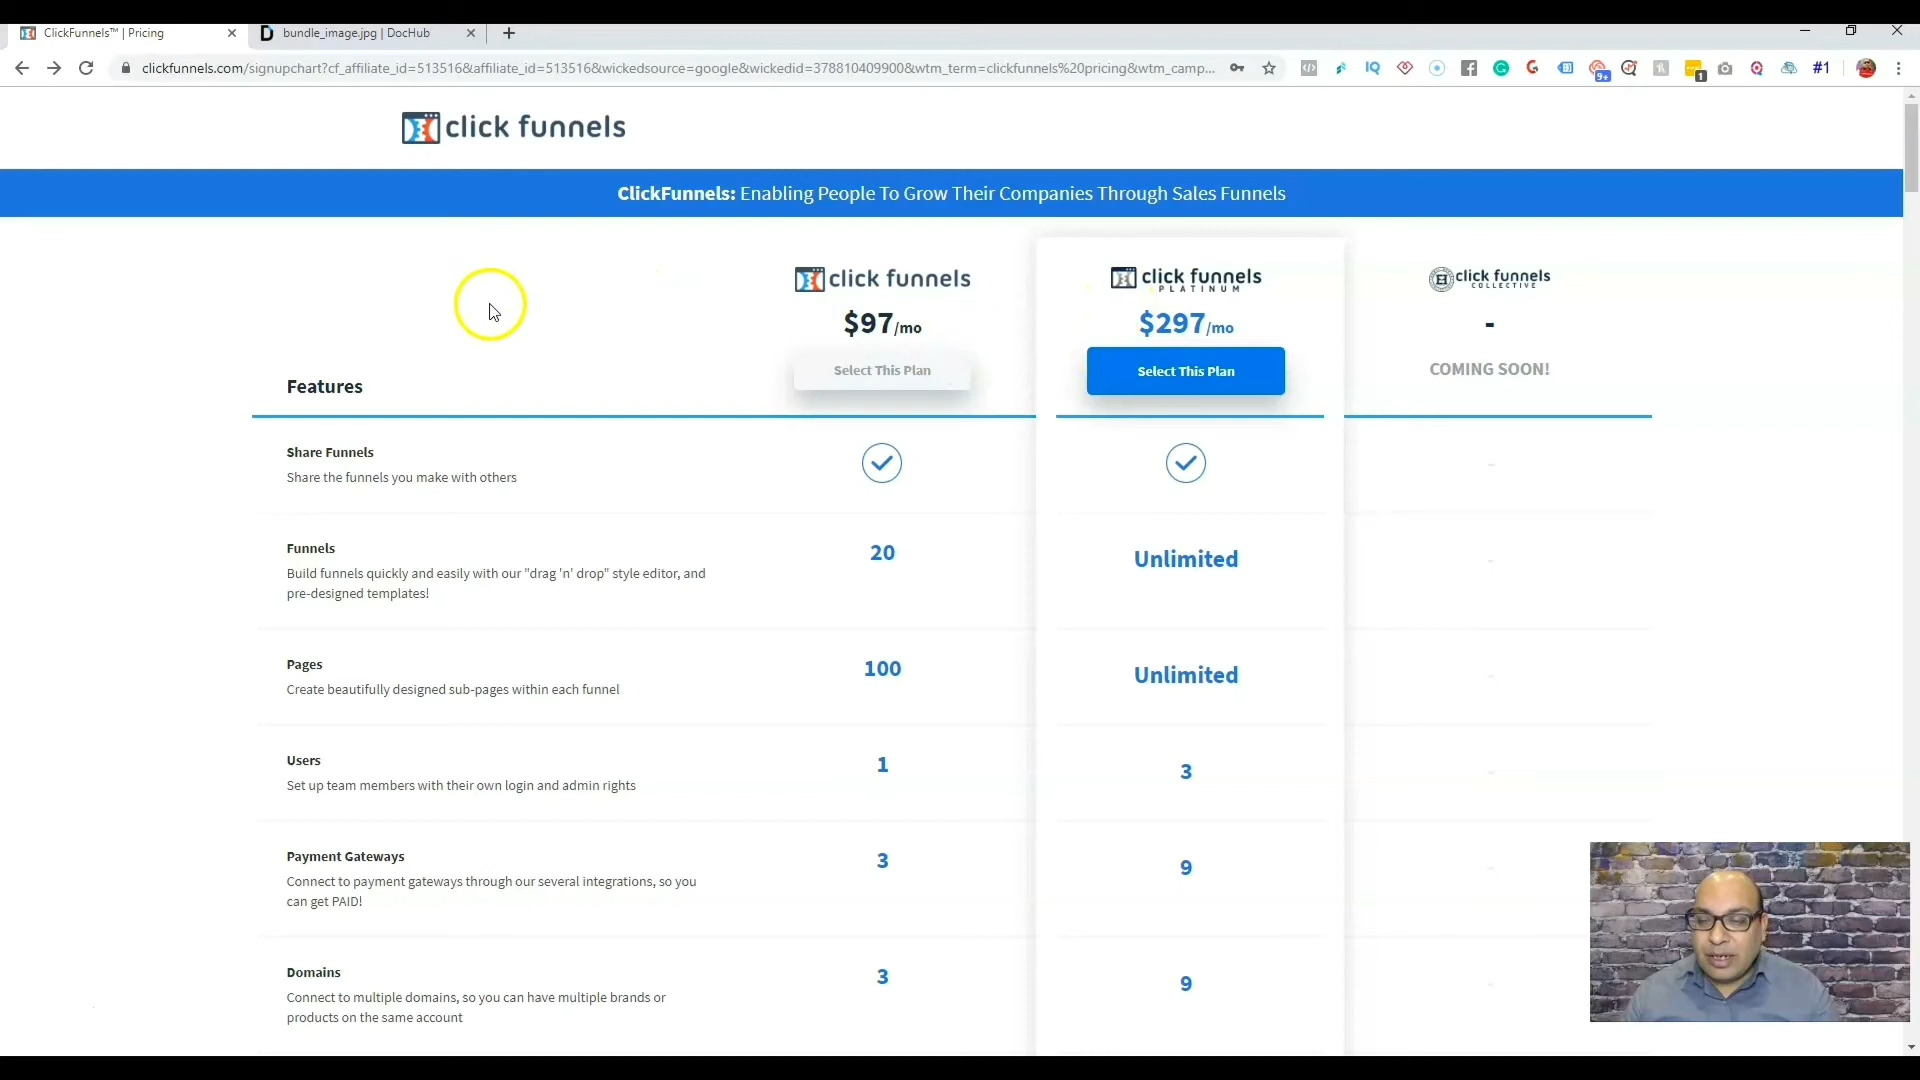 ClickFunnels™ | Pricing
bundle_image.jpg | DocHub
clickfunnels.com/signupchart?cf_affiliate_id=513516&affiliate_id=513516&wickedsource=google&wickedid=378810409900&wtm_term=clickfunnels%20pricing&wtm_camp...
IQ
9+
1
#1
click funnels
ClickFunnels: Enabling People To Grow Their Companies Through Sales Funnels
click funnels
click funnels
PLATINUM
click funnels
COLLECTIVE
$97/mo
$297/mo
-
Select This Plan
Select This Plan
COMING SOON!
Features
Share Funnels
Share the funnels you make with others
-
Funnels
Build funnels quickly and easily with our "drag 'n' drop" style editor, and
pre-designed templates!
20
Unlimited
-
Pages
Create beautifully designed sub-pages within each funnel
100
Unlimited
-
Users
Set up team members with their own login and admin rights
1
3
-
Payment Gateways
Connect to payment gateways through our several integrations, so you
can get PAID!
3
9
-
Domains
Connect to multiple domains, so you can have multiple brands or
products on the same account
3
9
-